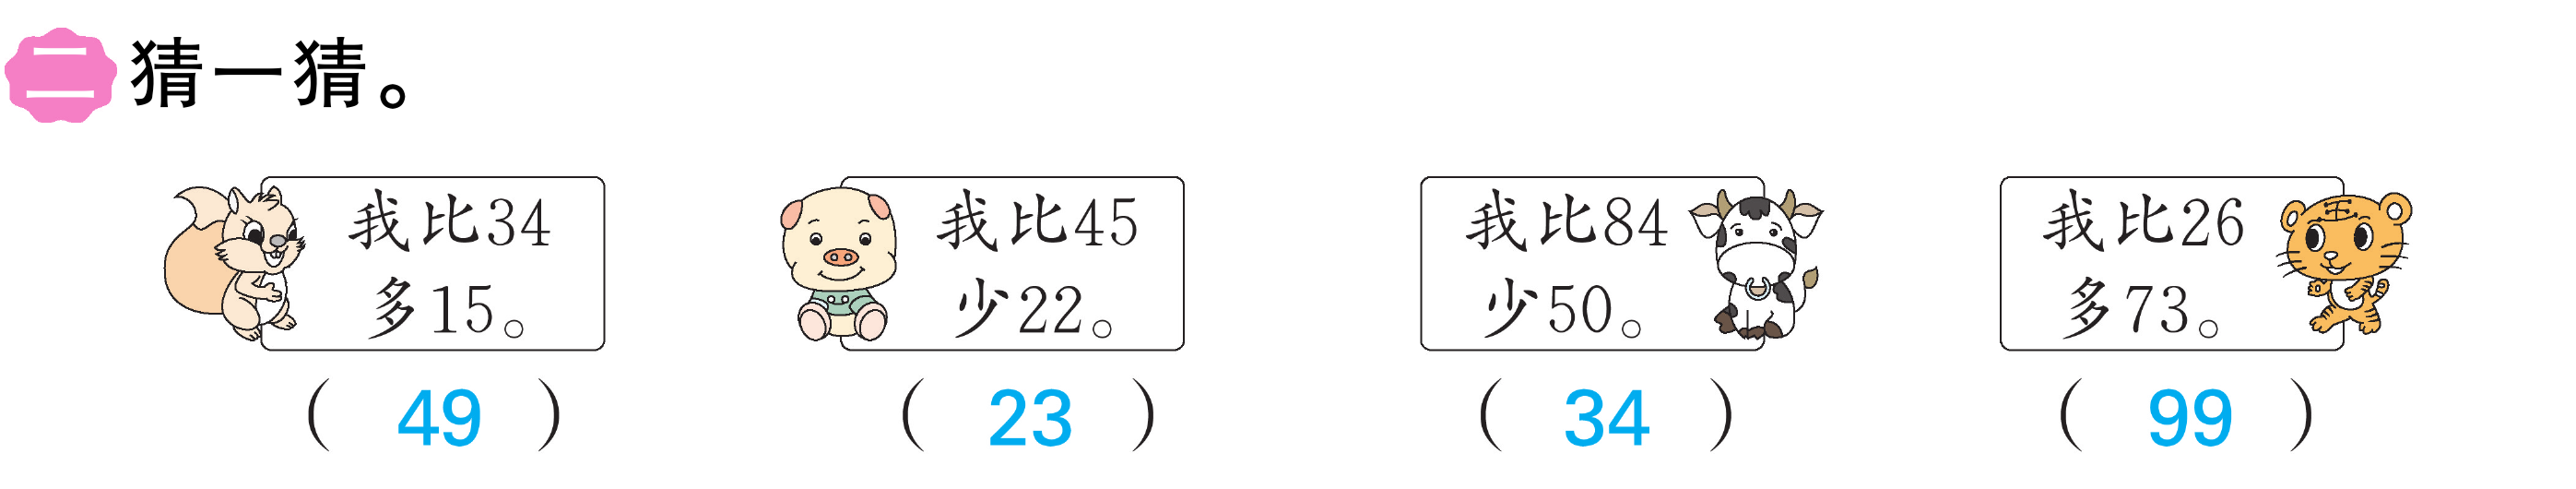 二 猜一猜。
我比34
多15。
我比45
少22。
我比84
少50。
我比26
多73。
( 49 ) ( 23 ) ( 34 ) ( 99 )